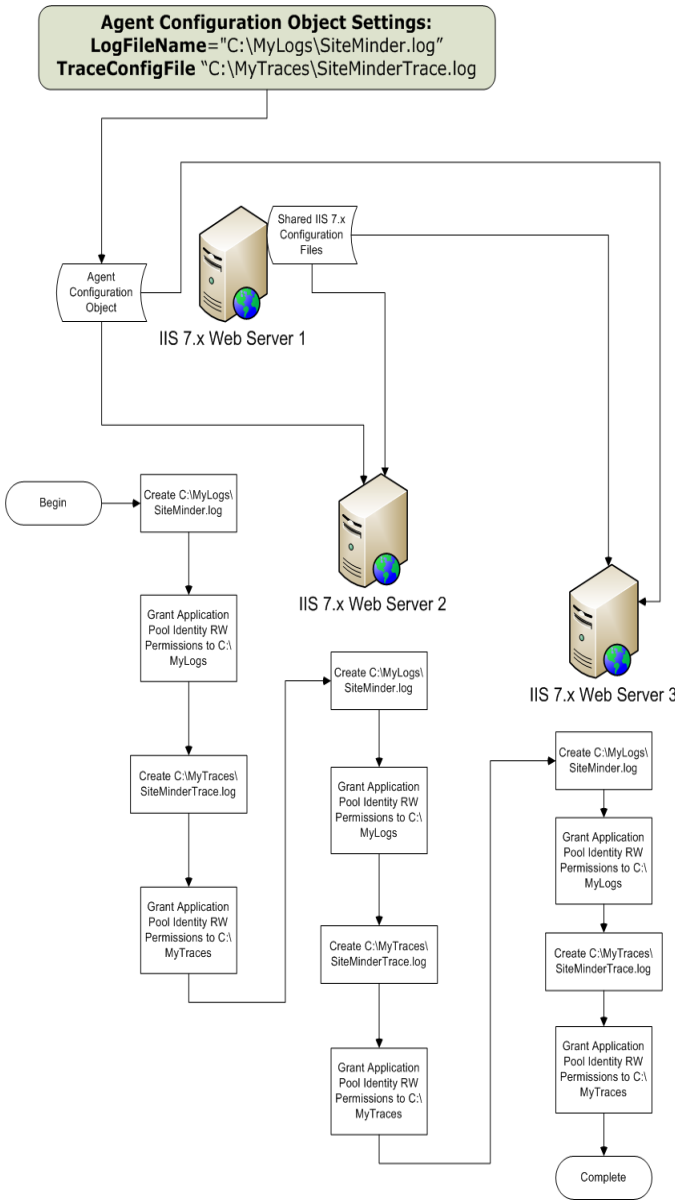 Agent Configuration Object Settings:
LogFileName="C:\MyLogs\SiteMinder.log”
TraceConfigFile “C:\MyTraces\SiteMinderTrace.log
Shared IIS 7.x
Configuration
Files
Agent
Configuration
Object
IIS 7.x Web Server 1
Begin
Create C:\MyLogs\
SiteMinder.log
Grant Application
Pool Identity RW
Permissions to C:\
MyLogs
Create C:\MyTraces\
SiteMinderTrace.log
Grant Application
Pool Identity RW
Permissions to C:\
MyTraces
IIS 7.x Web Server 2
Create C:\MyLogs\
SiteMinder.log
Grant Application
Pool Identity RW
Permissions to C:\
MyLogs
Create C:\MyTraces\
SiteMinderTrace.log
Grant Application
Pool Identity RW
Permissions to C:\
MyTraces
IIS 7.x Web Server 3
Create C:\MyLogs\
SiteMinder.log
Grant Application
Pool Identity RW
Permissions to C:\
MyLogs
Create C:\MyTraces\
SiteMinderTrace.log
Grant Application
Pool Identity RW
Permissions to C:\
MyTraces
Complete